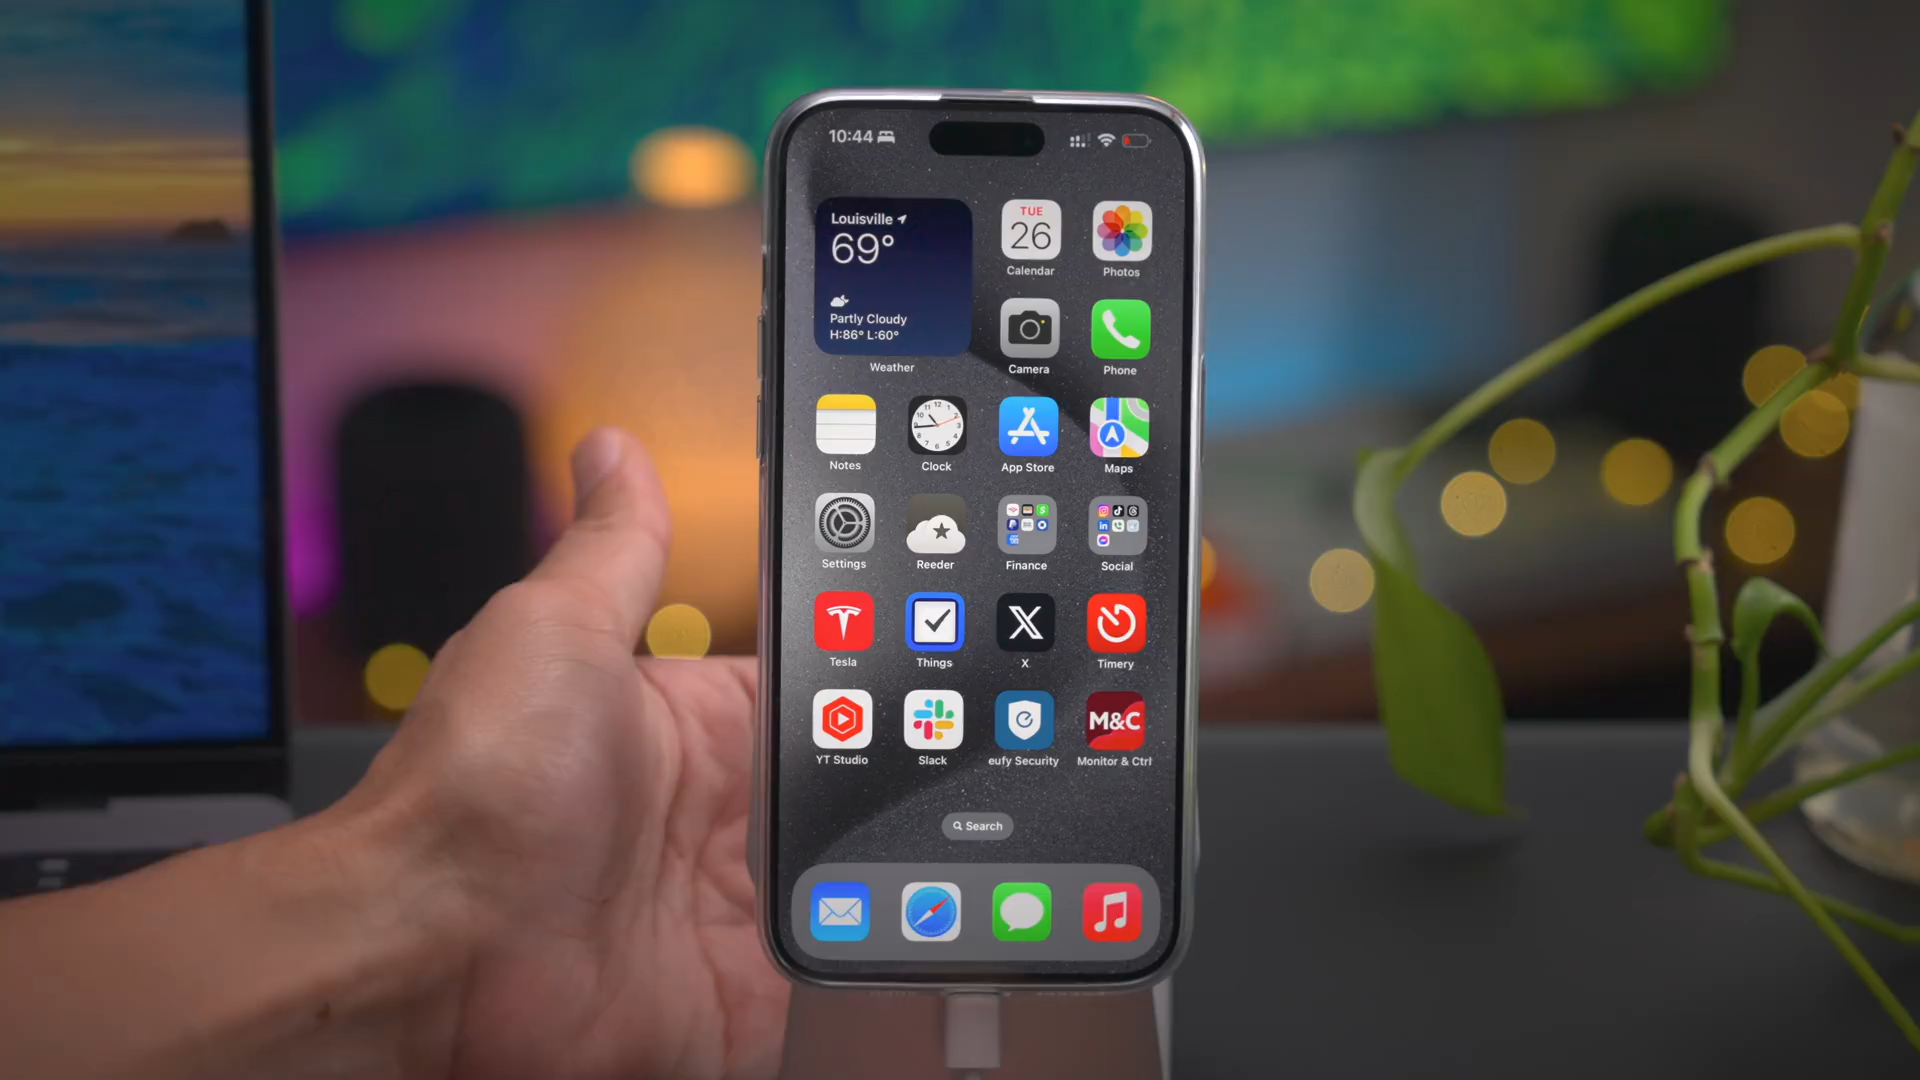 10:44
Louisville
69°
Partly Cloudy
H:86° L:60°
Weather
TUE
26
Calendar
Photos
Camera
Phone
Notes
Clock
App Store
Maps
Settings
Reeder
Finance
Social
Tesla
Things
X
Timery
M&C
YT Studio
Slack
eufy Security
Monitor & Ctrl
Search